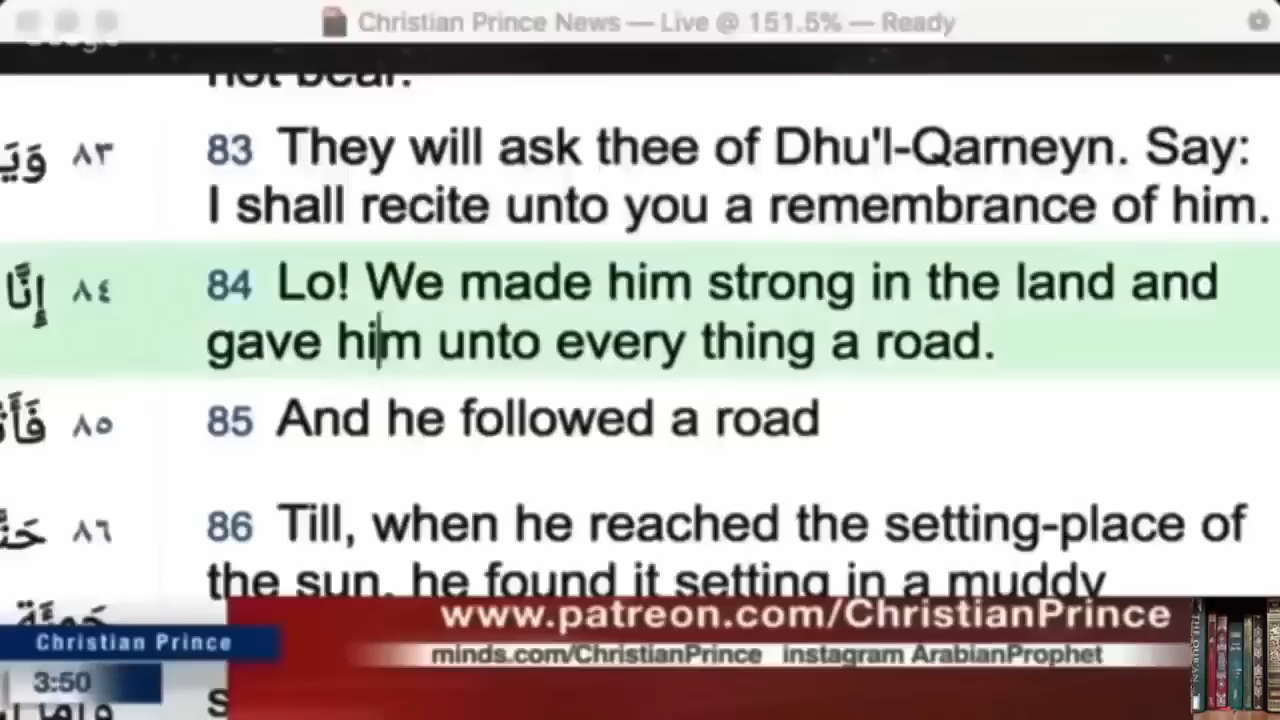 Christian Prince News — Live @ 151.5% — Ready
Google
not bear.
83 They will ask thee of Dhu'l-Qarneyn. Say:
٨٣
I shall recite unto you a remembrance of him.
84 Lo! We made him strong in the land and
إِنَّا ٨٤
gave him unto every thing a road.
85 And he followed a road
٨٥
86 Till, when he reached the setting-place of
٨٦
the sun, he found it setting in a muddy
www.patreon.com/ChristianPrince
Christian Prince
minds.com/ChristianPrince instagram ArabianProphet
3:50